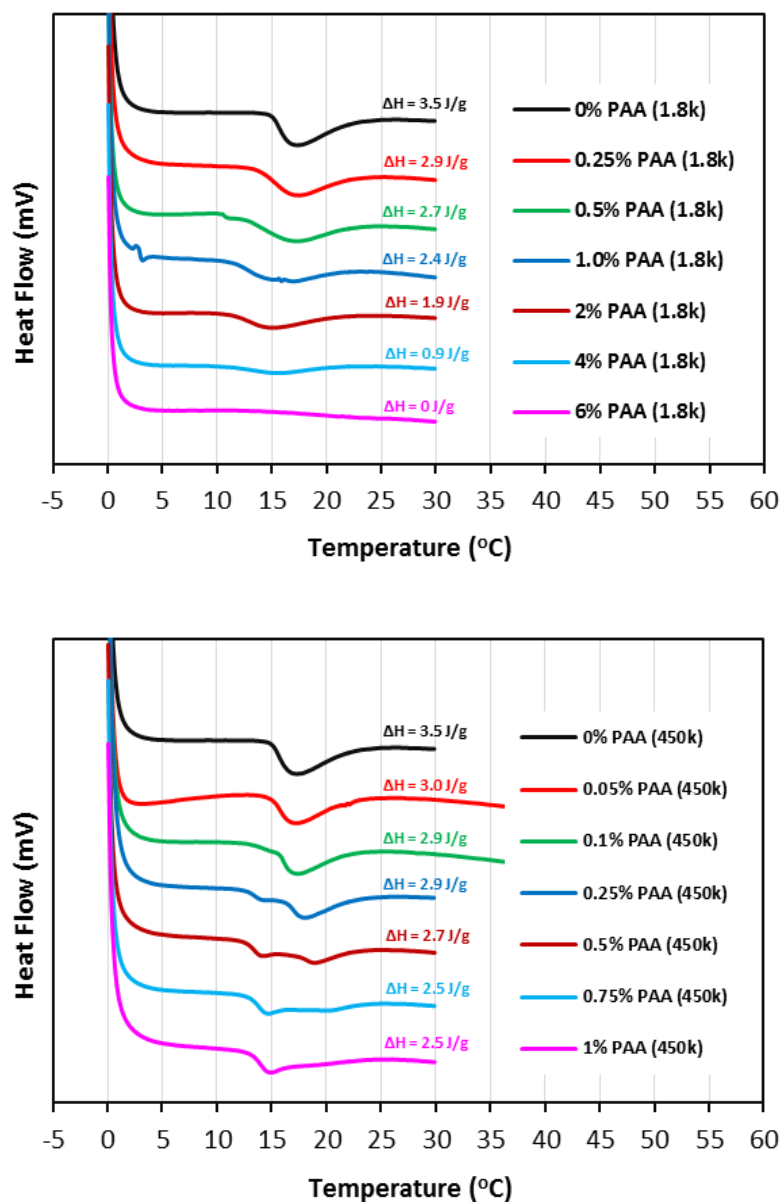 Heat Flow (mV)
ΔH = 3.5 J/g
ΔH = 2.9 J/g
ΔH = 2.7 J/g
ΔH = 2.4 J/g
ΔH = 1.9 J/g
ΔH = 0.9 J/g
ΔH = 0 J/g
0% PAA (1.8k)
0.25% PAA (1.8k)
0.5% PAA (1.8k)
1.0% PAA (1.8k)
2% PAA (1.8k)
4% PAA (1.8k)
6% PAA (1.8k)
-5 0 5 10 15 20 25 30 35 40 45 50 55 60
Temperature (°C)
Heat Flow (mV)
ΔH = 3.5 J/g
ΔH = 3.0 J/g
ΔH = 2.9 J/g
ΔH = 2.9 J/g
ΔH = 2.7 J/g
ΔH = 2.5 J/g
ΔH = 2.5 J/g
0% PAA (450k)
0.05% PAA (450k)
0.1% PAA (450k)
0.25% PAA (450k)
0.5% PAA (450k)
0.75% PAA (450k)
1% PAA (450k)
-5 0 5 10 15 20 25 30 35 40 45 50 55 60
Temperature (°C)